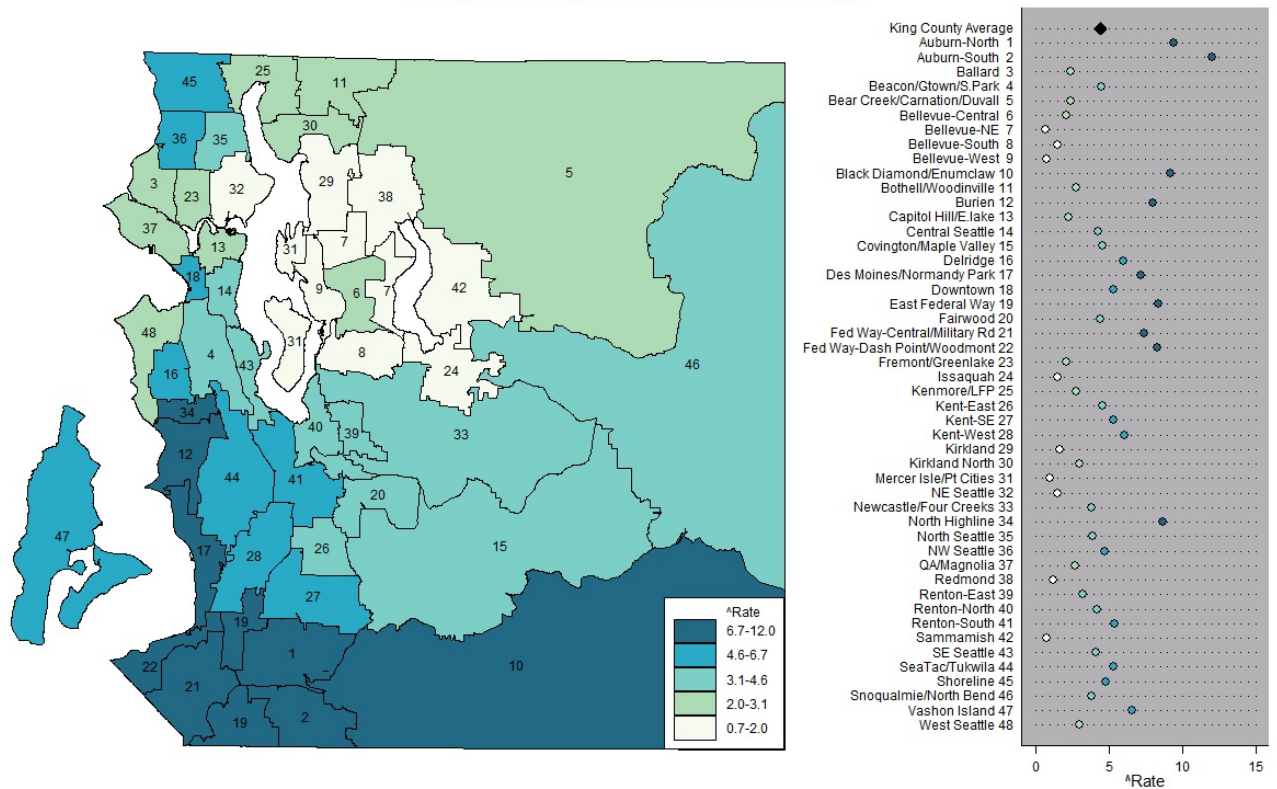 45
25
11
36
35
30
5
3
23
32
29
38
37
13
31
7
18
14
9
6
7
42
48
4
43
31
8
46
16
24
34
40
39
33
12
44
41
20
47
17
28
26
15
27
19
1
22
21
10
19
2
^Rate
6.7-12.0
4.6-6.7
3.1-4.6
2.0-3.1
0.7-2.0
King County Average
Auburn-North 1
Auburn-South 2
Ballard 3
Beacon/Gtown/S.Park 4
Bear Creek/Carnation/Duvall 5
Bellevue-Central 6
Bellevue-NE 7
Bellevue-South 8
Bellevue-West 9
Black Diamond/Enumclaw 10
Bothell/Woodinville 11
Burien 12
Capitol Hill/E.lake 13
Central Seattle 14
Covington/Maple Valley 15
Delridge 16
Des Moines/Normandy Park 17
Downtown 18
East Federal Way 19
Fairwood 20
Fed Way-Central/Military Rd 21
Fed Way-Dash Point/Woodmont 22
Fremont/Greenlake 23
Issaquah 24
Kenmore/LFP 25
Kent-East 26
Kent-SE 27
Kent-West 28
Kirkland 29
Kirkland North 30
Mercer Isle/Pt Cities 31
NE Seattle 32
Newcastle/Four Creeks 33
North Highline 34
North Seattle 35
NW Seattle 36
QA/Magnolia 37
Redmond 38
Renton-East 39
Renton-North 40
Renton-South 41
Sammamish 42
SE Seattle 43
SeaTac/Tukwila 44
Shoreline 45
Snoqualmie/North Bend 46
Vashon Island 47
West Seattle 48
0 5 10 15
^Rate